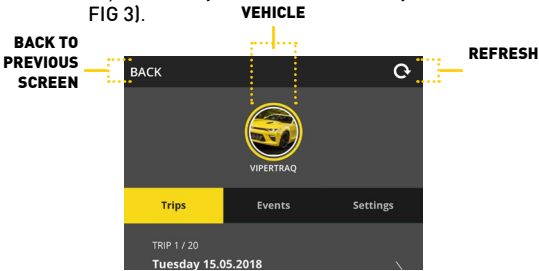 FIG 3).
VEHICLE
BACK TO
PREVIOUS
SCREEN
REFRESH
BACK
VIPERTRAQ
Trips
Events
Settings
TRIP 1 / 20
Tuesday 15.05.2018